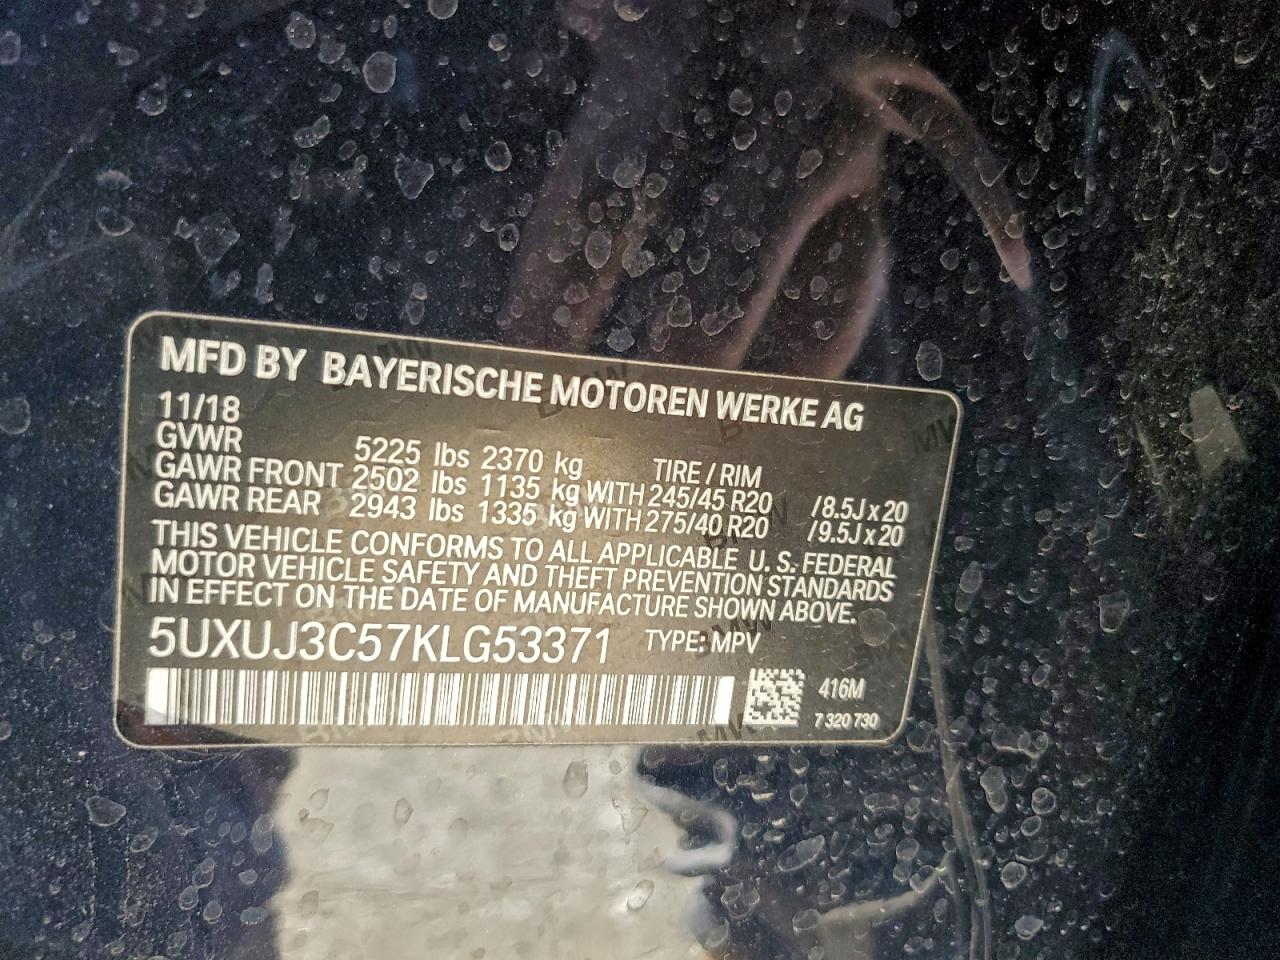 MFD BY BAYERISCHE MOTOREN WERKE AG
11/18
GVWR 5225 lbs 2370 kg TIRE / RIM
GAWR FRONT 2502 lbs 1135 kg WITH 245/45 R20 /8.5J x 20
GAWR REAR 2943 lbs 1335 kg WITH 275/40 R20 /9.5J x 20
THIS VEHICLE CONFORMS TO ALL APPLICABLE U. S. FEDERAL
MOTOR VEHICLE SAFETY AND THEFT PREVENTION STANDARDS
IN EFFECT ON THE DATE OF MANUFACTURE SHOWN ABOVE.
5UXUJ3C57KLG53371 TYPE: MPV
416M
7 320 730